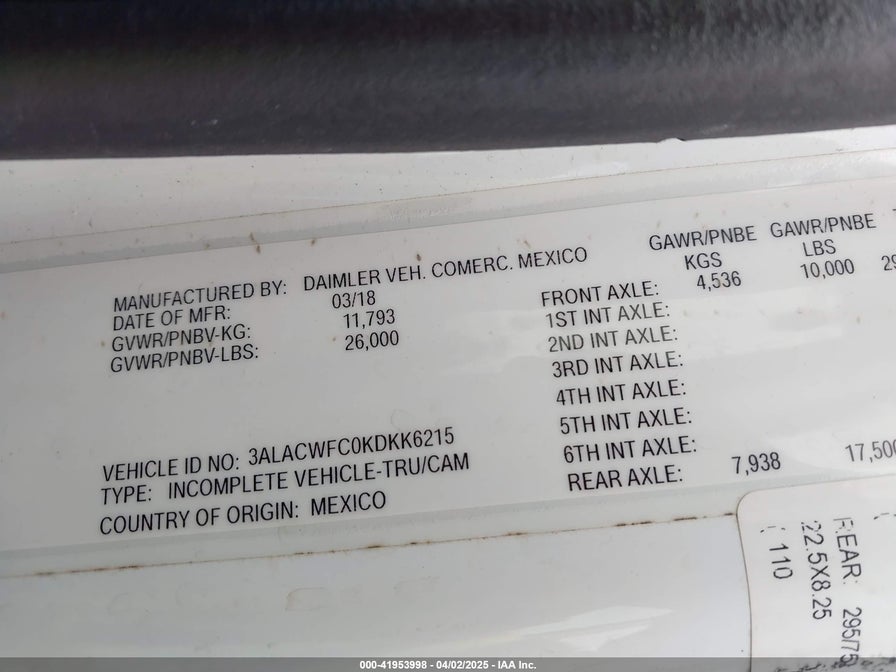 MANUFACTURED BY: DAIMLER VEH. COMERC. MEXICO
DATE OF MFR: 03/18
GVWR/PNBV-KG: 11,793
GVWR/PNBV-LBS: 26,000
VEHICLE ID NO: 3ALACWFC0KDKK6215
TYPE: INCOMPLETE VEHICLE-TRU/CAM
COUNTRY OF ORIGIN: MEXICO
GAWR/PNBE GAWR/PNBE
KGS LBS
FRONT AXLE: 4,536 10,000
1ST INT AXLE:
2ND INT AXLE:
3RD INT AXLE:
4TH INT AXLE:
5TH INT AXLE:
6TH INT AXLE:
REAR AXLE: 7,938 17,500
REAR: 295/75
22.5X8.25
( 110
000-41953998 - 04/02/2025 - IAA Inc.